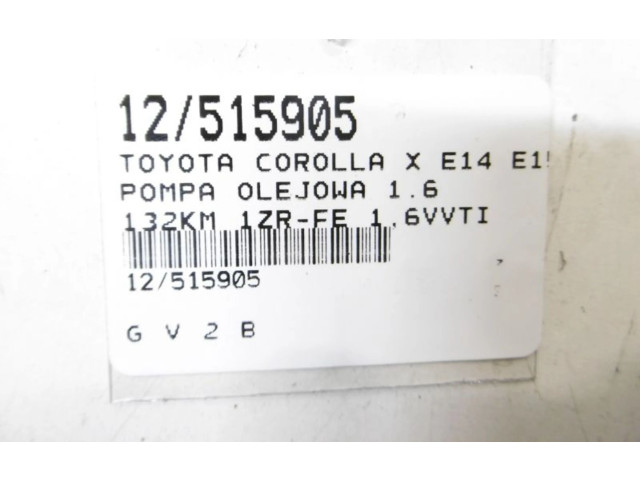 12/515905
TOYOTA COROLLA X E14
POMPA OLEJOWA 1.6
132KM 1ZR-FE 1.6VVTI
12/515905
G V 2 B